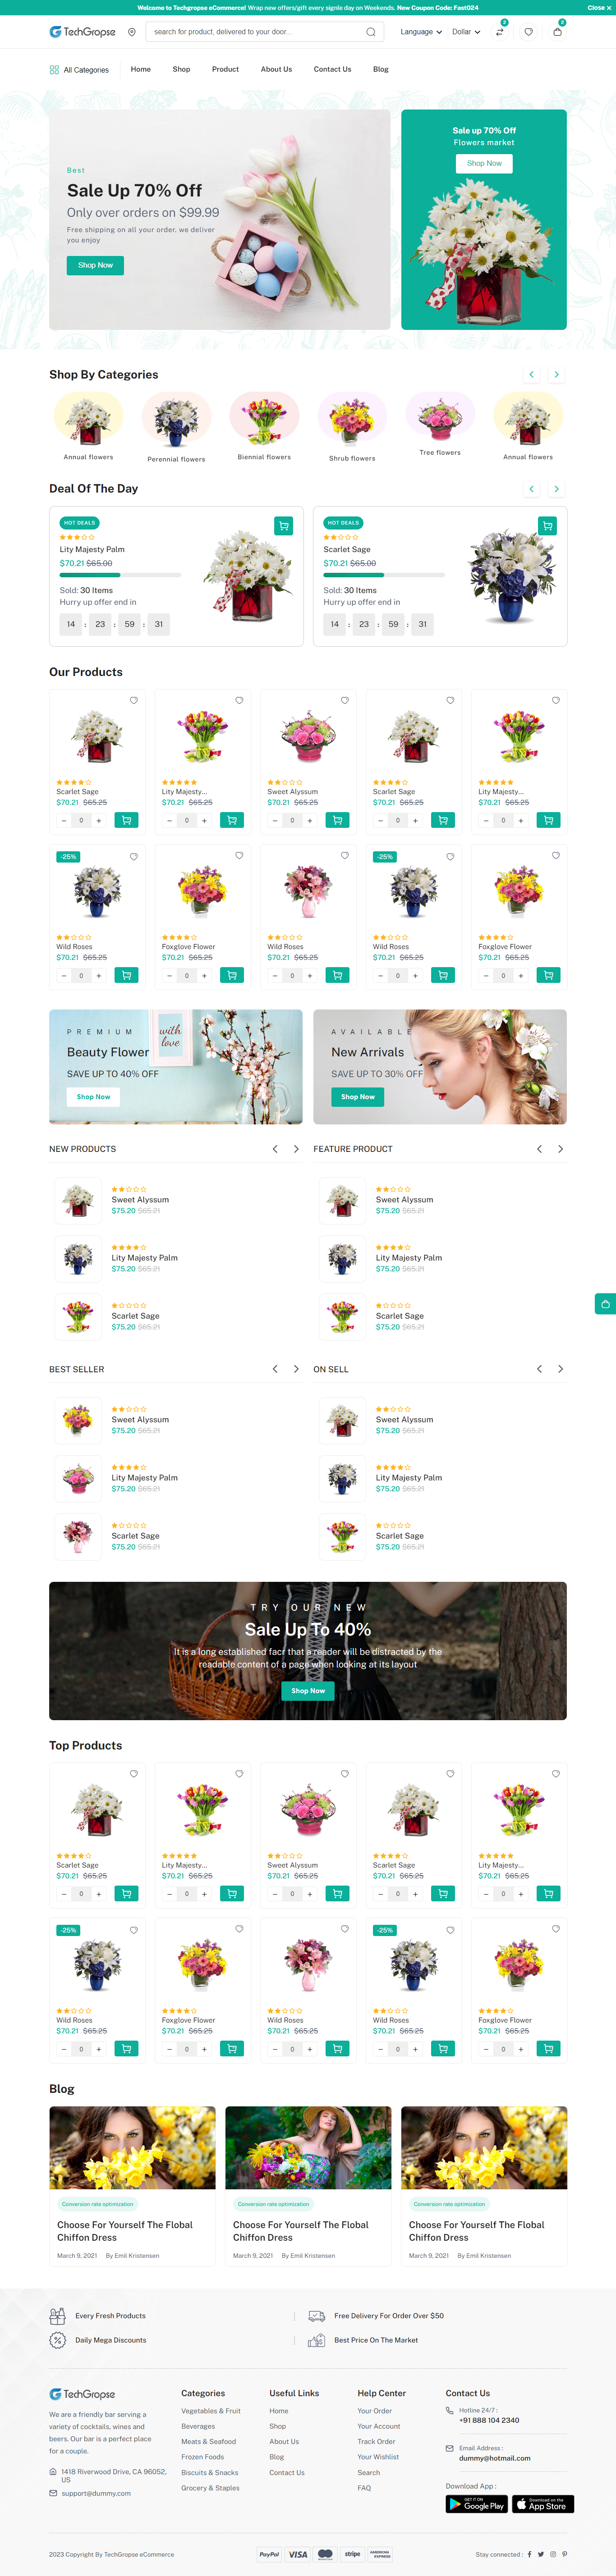 Welcome to Techgropse eCommerce! Wrap new offers/gift every signle day on Weekends. New Coupon Code: Fast024
Close ×
TechGropse
search for product, delivered to your door...
Language
Dollar
2
2
All Categories
Home
Shop
Product
About Us
Contact Us
Blog
Best
Sale Up 70% Off
Only over orders on $99.99
Free shipping on all your order, we deliver
you enjoy
Shop Now
Sale up 70% Off
Flowers market
Shop Now
Shop By Categories
Annual flowers
Perennial flowers
Biennial flowers
Shrub flowers
Tree flowers
Annual flowers
Deal Of The Day
HOT DEALS
Lity Majesty Palm
$70.21 $65.00
Sold: 30 Items
Hurry up offer end in
14 : 23 : 59 : 31
HOT DEALS
Scarlet Sage
$70.21 $65.00
Sold: 30 Items
Hurry up offer end in
14 : 23 : 59 : 31
Our Products
Scarlet Sage
$70.21 $65.25
− 0 +
Lity Majesty...
$70.21 $65.25
− 0 +
Sweet Alyssum
$70.21 $65.25
− 0 +
Scarlet Sage
$70.21 $65.25
− 0 +
Lity Majesty...
$70.21 $65.25
− 0 +
-25%
Wild Roses
$70.21 $65.25
− 0 +
Foxglove Flower
$70.21 $65.25
− 0 +
Wild Roses
$70.21 $65.25
− 0 +
-25%
Wild Roses
$70.21 $65.25
− 0 +
Foxglove Flower
$70.21 $65.25
− 0 +
PREMIUM
Beauty Flower
SAVE UP TO 40% OFF
Shop Now
with
love
AVAILABLE
New Arrivals
SAVE UP TO 30% OFF
Shop Now
NEW PRODUCTS
Sweet Alyssum
$75.20 $65.21
Lity Majesty Palm
$75.20 $65.21
Scarlet Sage
$75.20 $65.21
FEATURE PRODUCT
Sweet Alyssum
$75.20 $65.21
Lity Majesty Palm
$75.20 $65.21
Scarlet Sage
$75.20 $65.21
BEST SELLER
Sweet Alyssum
$75.20 $65.21
Lity Majesty Palm
$75.20 $65.21
Scarlet Sage
$75.20 $65.21
ON SELL
Sweet Alyssum
$75.20 $65.21
Lity Majesty Palm
$75.20 $65.21
Scarlet Sage
$75.20 $65.21
TRY OUR NEW
Sale Up To 40%
It is a long established facr that a reader will be distracted by the
readable content of a page when looking at its layout
Shop Now
Top Products
Scarlet Sage
$70.21 $65.25
− 0 +
Lity Majesty...
$70.21 $65.25
− 0 +
Sweet Alyssum
$70.21 $65.25
− 0 +
Scarlet Sage
$70.21 $65.25
− 0 +
Lity Majesty...
$70.21 $65.25
− 0 +
-25%
Wild Roses
$70.21 $65.25
− 0 +
Foxglove Flower
$70.21 $65.25
− 0 +
Wild Roses
$70.21 $65.25
− 0 +
-25%
Wild Roses
$70.21 $65.25
− 0 +
Foxglove Flower
$70.21 $65.25
− 0 +
Blog
Conversion rate optimization
Choose For Yourself The Flobal
Chiffon Dress
March 9, 2021 By Emil Kristensen
Conversion rate optimization
Choose For Yourself The Flobal
Chiffon Dress
March 9, 2021 By Emil Kristensen
Conversion rate optimization
Choose For Yourself The Flobal
Chiffon Dress
March 9, 2021 By Emil Kristensen
Every Fresh Products
Free Delivery For Order Over $50
Daily Mega Discounts
Best Price On The Market
TechGropse
We are a friendly bar serving a
variety of cocktails, wines and
beers. Our bar is a perfect place
for a couple.
1418 Riverwood Drive, CA 96052,
US
support@dummy.com
Categories
Vegetables & Fruit
Beverages
Meats & Seafood
Frozen Foods
Biscuits & Snacks
Grocery & Staples
Useful Links
Home
Shop
About Us
Blog
Contact Us
Help Center
Your Order
Your Account
Track Order
Your Wishlist
Search
FAQ
Contact Us
Hotline 24/7 :
+91 888 104 2340
Email Address :
dummy@hotmail.com
Download App :
GET IT ON
Google Play
Download on the
App Store
2023 Copyright By TechGropse eCommerce
PayPal
VISA
stripe
AMERICAN
EXPRESS
Stay connected :